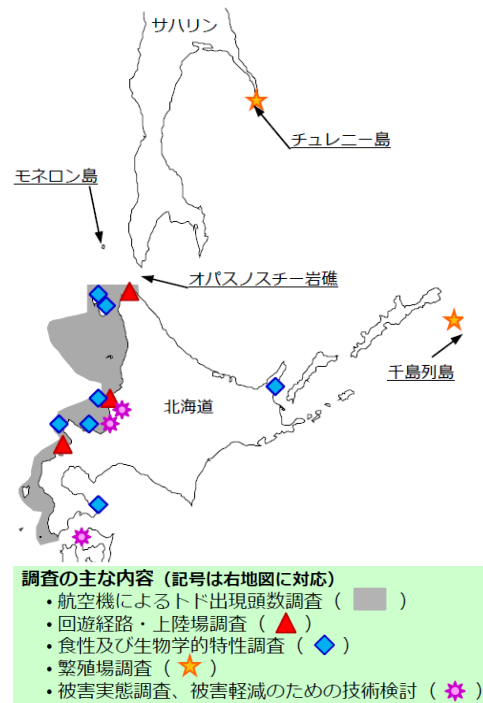 サハリン
チュレニー島
モネロン島
オパスノスチー岩礁
千島列島
北海道
調査の主な内容（記号は右地図に対応）
・航空機によるトド出現頭数調査（　）
・回遊経路・上陸場調査（▲）
・食性及び生物学的特性調査（◆）
・繁殖場調査（★）
・被害実態調査、被害軽減のための技術検討（　）